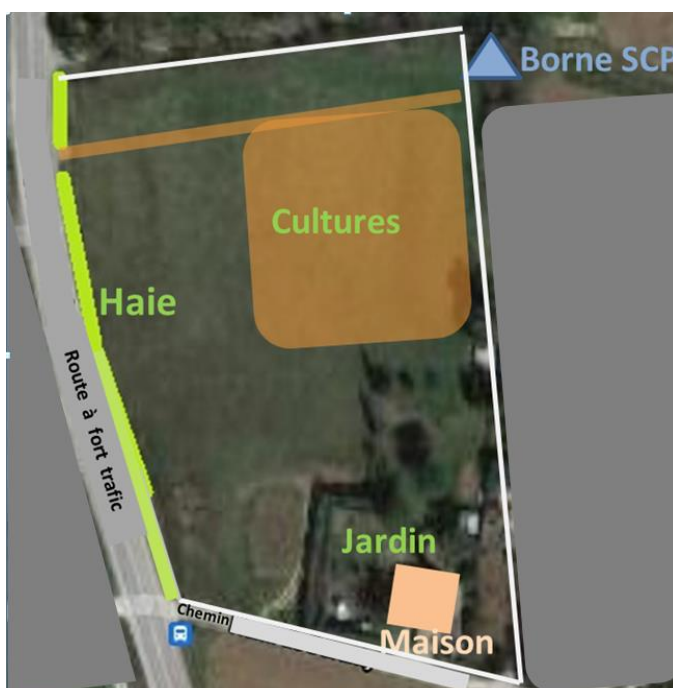 Borne SCP
Cultures
Haie
Route à fort trafic
Jardin
Chemin
Maison